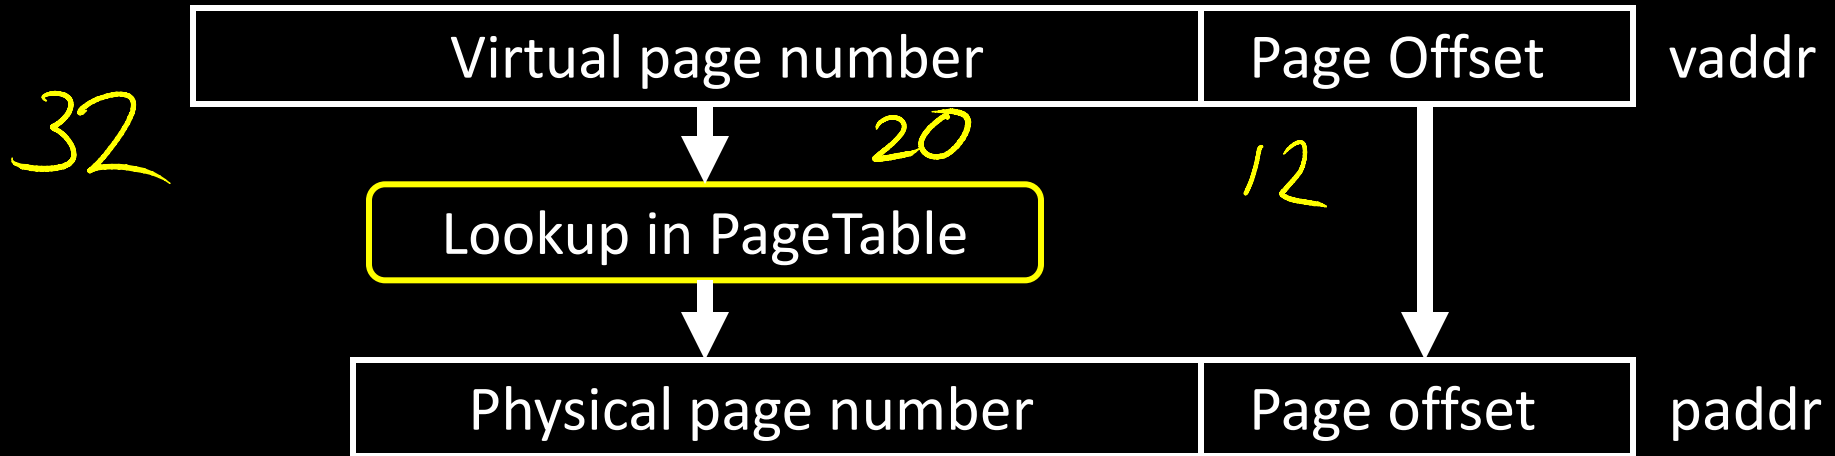 Virtual page number Page Offset vaddr
32 20 12
Lookup in PageTable
Physical page number Page offset paddr